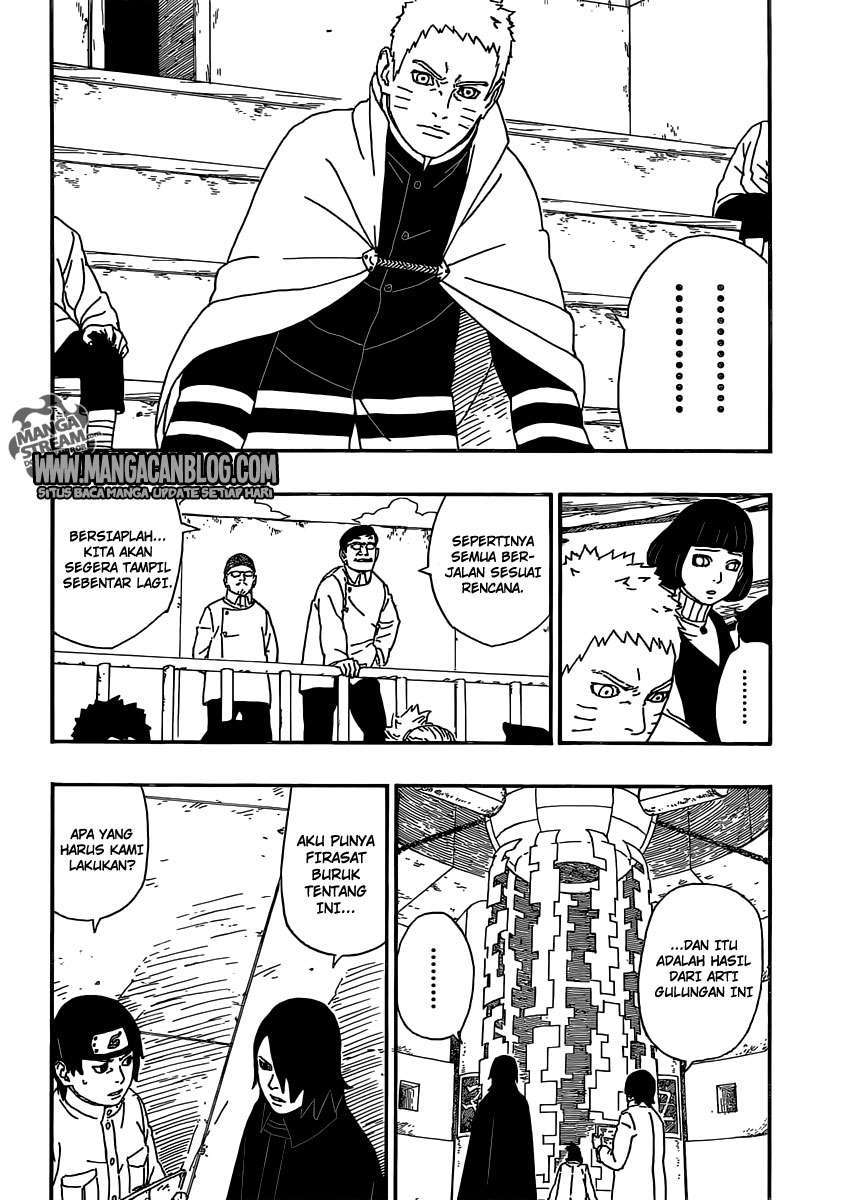 ..........
..........
MANGA
STREAM
WWW.MANGACANBLOG.COM
SITUS BACA MANGA UPDATE SETIAP HARI
......
SEPERTINYA
SEMUA BER-
JALAN SESUAI
RENCANA.
BERSIAPLAH...
KITA AKAN
SEGERA TAMPIL
SEBENTAR LAGI.
...DAN ITU
ADALAH HASIL
DARI ARTI
GULUNGAN INI
......
AKU PUNYA
FIRASAT
BURUK
TENTANG
INI...
APA YANG
HARUS KAMI
LAKUKAN?